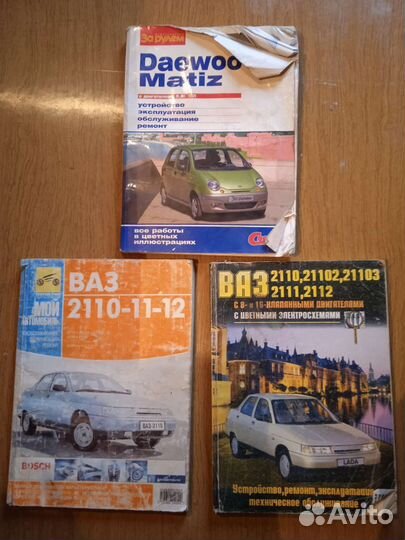 За рулем
Daewoo
Matiz
устройство
эксплуатация
обслуживание
ремонт
все работы
в цветных
иллюстрациях
МОЙ
АВТОМОБИЛЬ
ВАЗ
2110-11-12
ВАЗ-2110
BOSCH
ВАЗ 2110,21102,21103
2111,2112
С 8- и 16-КЛАПАННЫМИ ДВИГАТЕЛЯМИ
С ЦВЕТНЫМИ ЭЛЕКТРОСХЕМАМИ
LADA
Устройство, ремонт, эксплуатация
техническое обслуживание
Avito